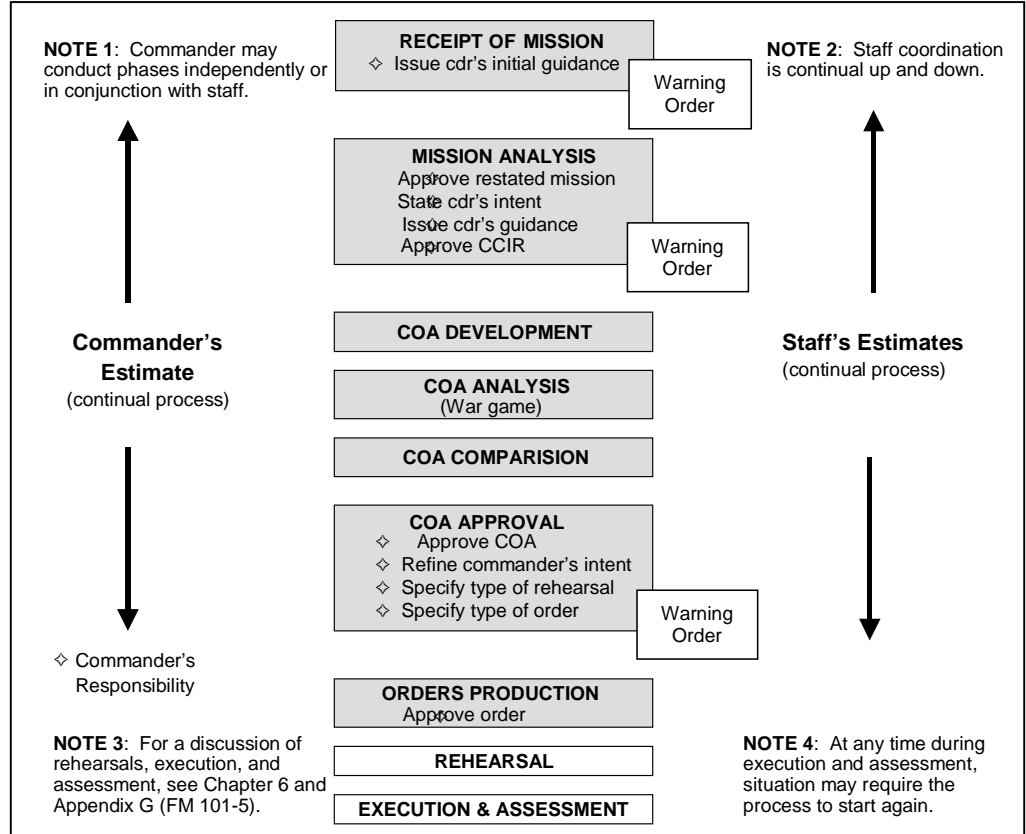 NOTE 1: Commander may
conduct phases independently or
in conjunction with staff.
RECEIPT OF MISSION
✧ Issue cdr's initial guidance
Warning
Order
NOTE 2: Staff coordination
is continual up and down.
MISSION ANALYSIS
Approve restated mission
State cdr's intent
Issue cdr's guidance
Approve CCIR
Warning
Order
Commander's
Estimate
(continual process)
COA DEVELOPMENT
COA ANALYSIS
(War game)
COA COMPARISION
Staff's Estimates
(continual process)
COA APPROVAL
✧ Approve COA
✧ Refine commander's intent
✧ Specify type of rehearsal
✧ Specify type of order
Warning
Order
✧ Commander's
Responsibility
ORDERS PRODUCTION
Approve order
NOTE 3: For a discussion of
rehearsals, execution, and
assessment, see Chapter 6 and
Appendix G (FM 101-5).
REHEARSAL
EXECUTION & ASSESSMENT
NOTE 4: At any time during
execution and assessment,
situation may require the
process to start again.